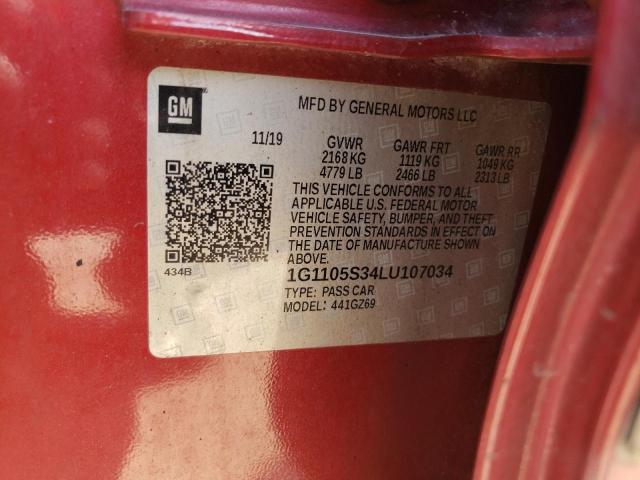 GM
MFD BY GENERAL MOTORS LLC
11/19 GVWR GAWR FRT GAWR RR
2168 KG 1119 KG 1049 KG
4779 LB 2466 LB 2313 LB
THIS VEHICLE CONFORMS TO ALL
APPLICABLE U.S. FEDERAL MOTOR
VEHICLE SAFETY, BUMPER, AND THEFT
PREVENTION STANDARDS IN EFFECT ON
THE DATE OF MANUFACTURE SHOWN
ABOVE.
434B
1G1105S34LU107034
TYPE: PASS CAR
MODEL: 441GZ69